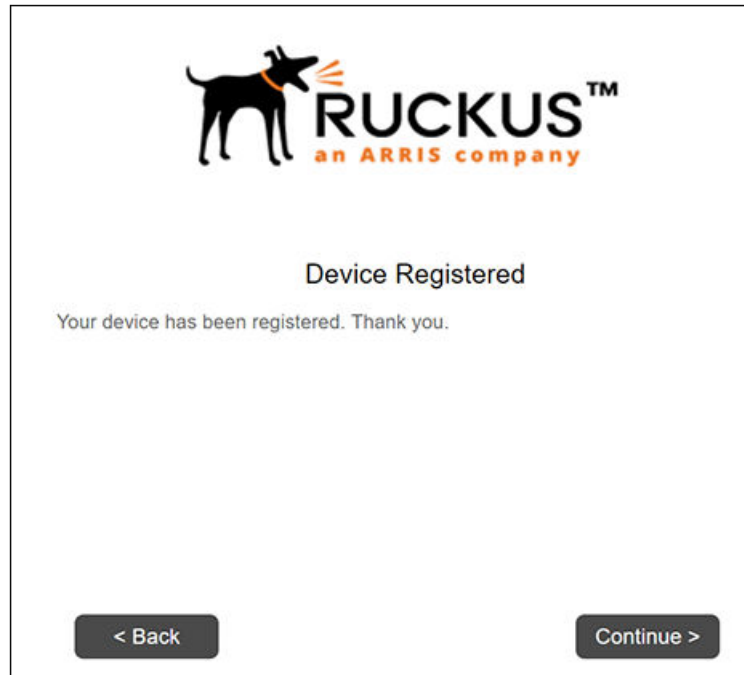 RUCKUS™
an ARRIS company
Device Registered
Your device has been registered. Thank you.
< Back
Continue >